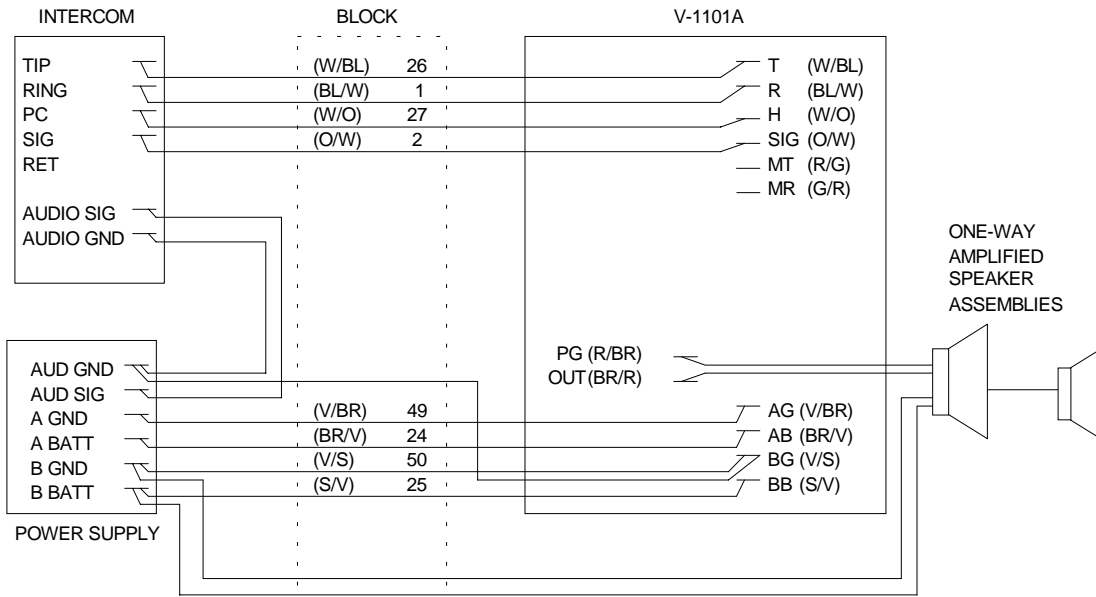 INTERCOM BLOCK V-1101A
TIP (W/BL) 26 T (W/BL)
RING (BL/W) 1 R (BL/W)
PC (W/O) 27 H (W/O)
SIG (O/W) 2 SIG (O/W)
RET MT (R/G)
MR (G/R)
AUDIO SIG
AUDIO GND
ONE-WAY
AMPLIFIED
SPEAKER
ASSEMBLIES
PG (R/BR)
OUT(BR/R)
AUD GND
AUD SIG
A GND (V/BR) 49 AG (V/BR)
A BATT (BR/V) 24 AB (BR/V)
B GND (V/S) 50 BG (V/S)
B BATT (S/V) 25 BB (S/V)
POWER SUPPLY